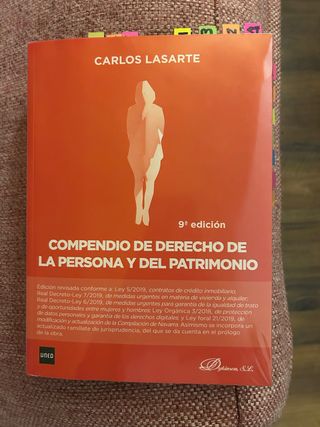 CARLOS LASARTE
9ª edición
COMPENDIO DE DERECHO DE
LA PERSONA Y DEL PATRIMONIO
Edición revisada conforme a: Ley 5/2019, contratos de crédito inmobiliario;
Real Decreto-Ley 7/2019, de medidas urgentes en materia de vivienda y alquiler;
Real Decreto-Ley 6/2019, de medidas urgentes para garantía de la igualdad de trato
y de oportunidades entre mujeres y hombres; Ley Orgánica 3/2018, de protección
de datos personales y garantía de los derechos digitales; y Ley foral 21/2019, de
modificación y actualización de la Compilación de Navarra. Asimismo se incorpora un
actualizado ramillete de jurisprudencia, del que se da cuenta en el prólogo
de la obra.
UNED
Dykinson, S.L.